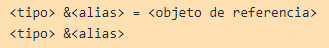 <tipo> &<alias> = <objeto de referencia>
<tipo> &<alias>